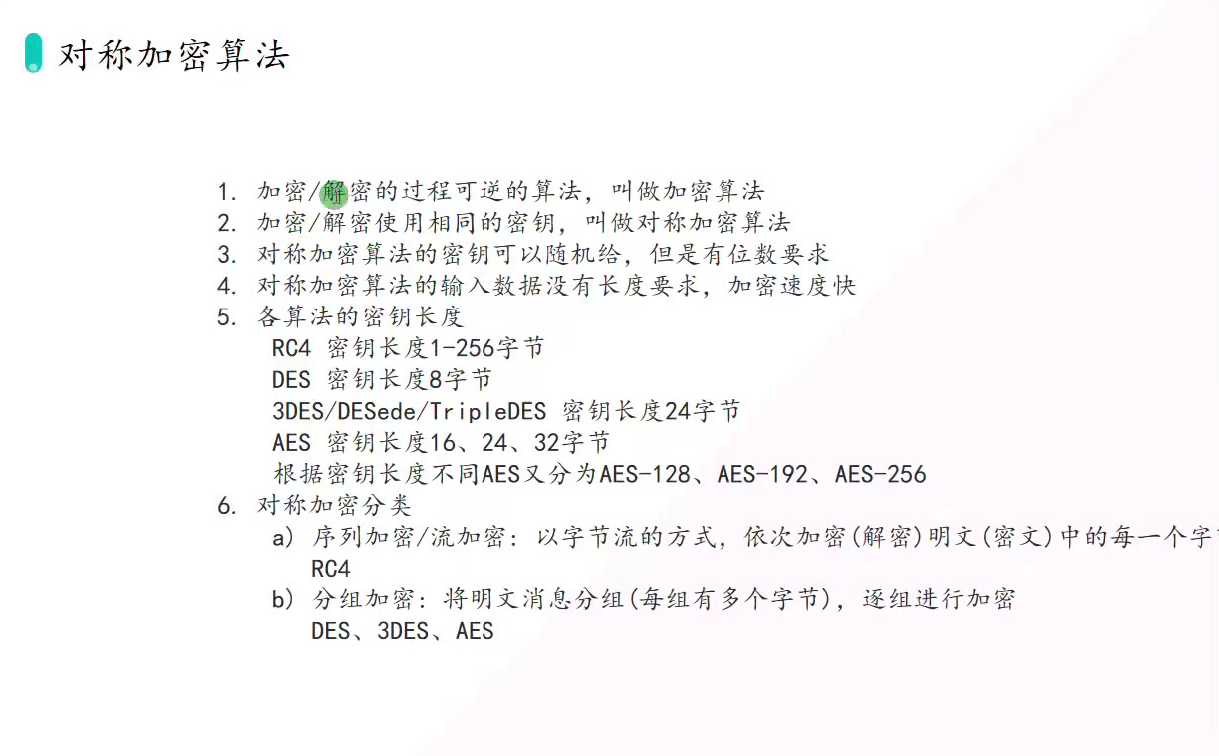 对称加密算法
1. 加密/解密的过程可逆的算法，叫做加密算法
2. 加密/解密使用相同的密钥，叫做对称加密算法
3. 对称加密算法的密钥可以随机给，但是有位数要求
4. 对称加密算法的输入数据没有长度要求，加密速度快
5. 各算法的密钥长度
RC4 密钥长度1-256字节
DES 密钥长度8字节
3DES/DESede/TripleDES 密钥长度24字节
AES 密钥长度16、24、32字节
根据密钥长度不同AES又分为AES-128、AES-192、AES-256
6. 对称加密分类
a) 序列加密/流加密: 以字节流的方式，依次加密(解密)明文(密文)中的每一个字
RC4
b) 分组加密: 将明文消息分组(每组有多个字节)，逐组进行加密
DES、3DES、AES